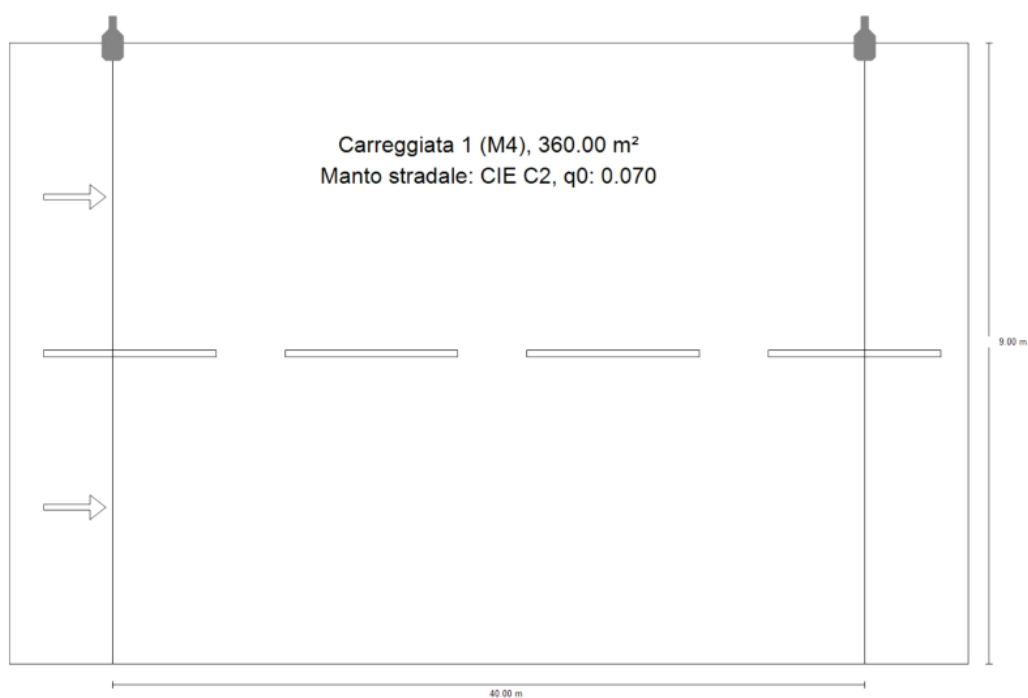 Carreggiata 1 (M4), 360.00 m²
Manto stradale: CIE C2, q0: 0.070
9.00 m
40.00 m